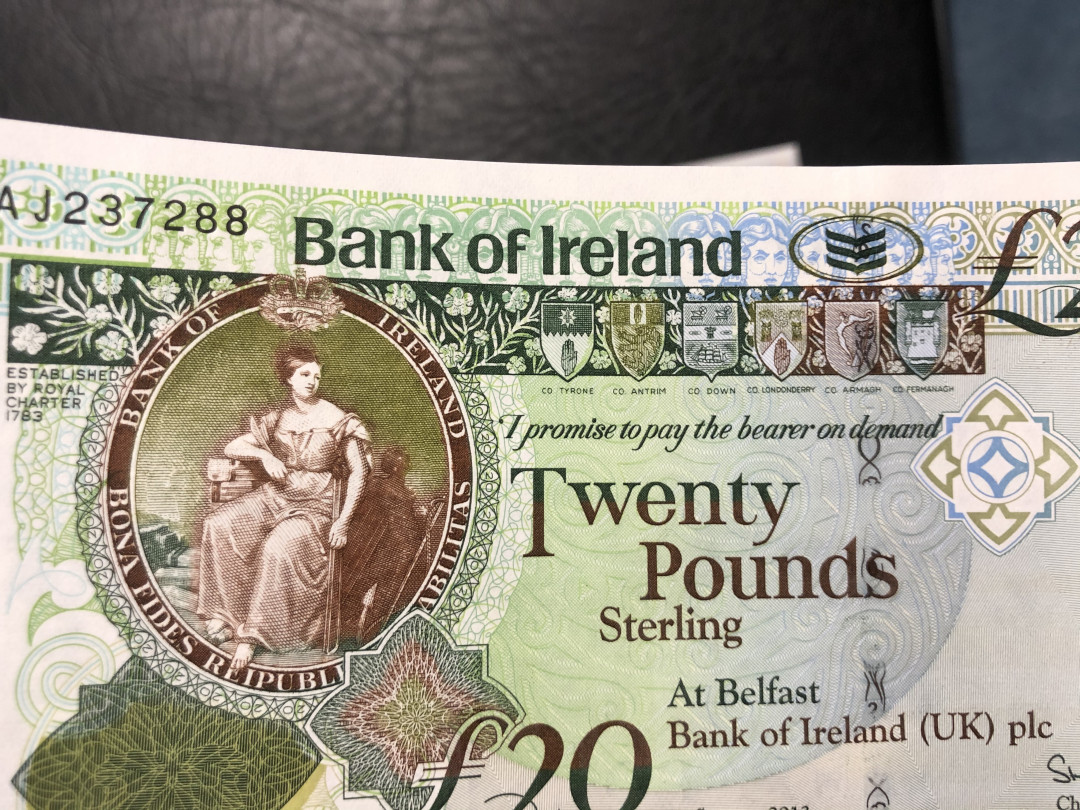 AJ237288
Bank of Ireland
ESTABLISHED
BY ROYAL
CHARTER
1783
BANK OF IRELAND
BONA FIDES REIPUBLI ABILITAS
CO TYRONE CO. ANTRIM CO DOWN CO. LONDONDERRY CO. ARMAGH CO FERMANAGH
I promise to pay the bearer on demand
Twenty
Pounds
Sterling
At Belfast
Bank of Ireland (UK) plc
£20